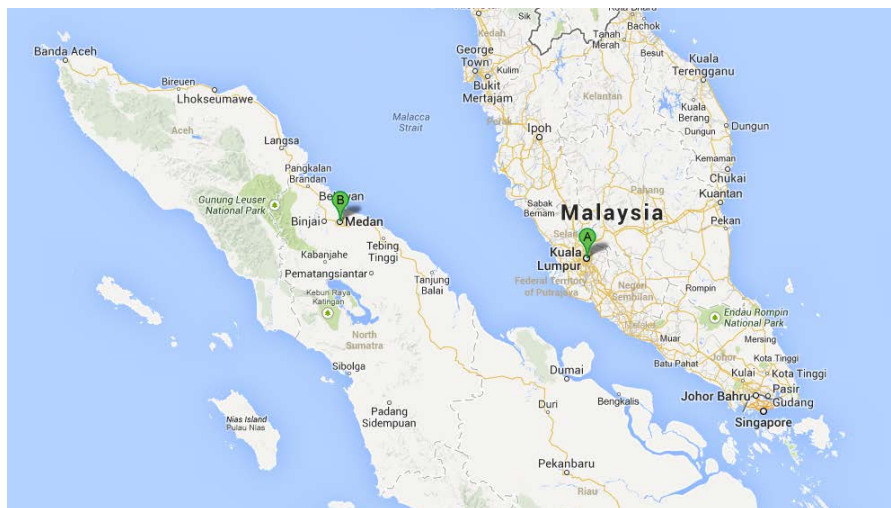 Banda Aceh
Bireuen
Lhokseumawe
Aceh
Langsa
Pangkalan
Brandan
Gunung Leuser
National Park
B
Binjai
Medan
Tebing
Tinggi
Kabanjahe
Pematangsiantar
Tanjung
Balai
Kebun Raya
North
Sumatra
Sibolga
Nias Island
Pulau Nias
Padang
Sidempuan
Malacca
Strait
Sik
Kedah
George
Town
Kulim
Bukit
Mertajam
Perak
Ipoh
Tanah
Merah
Bachok
Besut
Kuala
Terengganu
Kelantan
Kuala
Berang
Dungun
Dungun
Kemaman
Chukai
Kuantan
Pekan
Pahang
Sabak
Bernam
Malaysia
A
Kuala
Lumpur
Federal Territory
of Putrajaya
Negeri
Sembilan
Rompin
Endau Rompin
National Park
Mersing
Muar
Johor
Batu Pahat
Kulai
Kota Tinggi
Kota Tinggi
Johor Bahru
Pasir
Gudang
Singapore
Dumai
Duri
Bengkalis
Pekanbaru
Riau